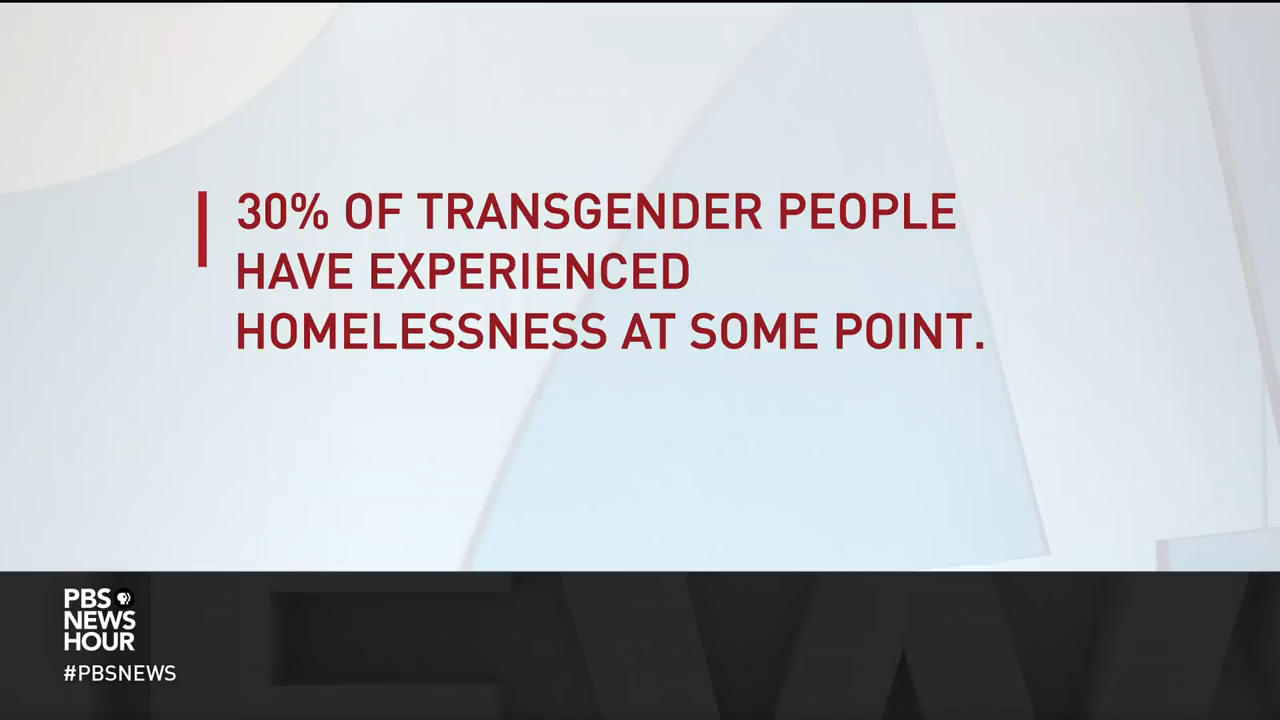 30% OF TRANSGENDER PEOPLE
HAVE EXPERIENCED
HOMELESSNESS AT SOME POINT.
PBS
NEWS
HOUR
#PBSNEWS